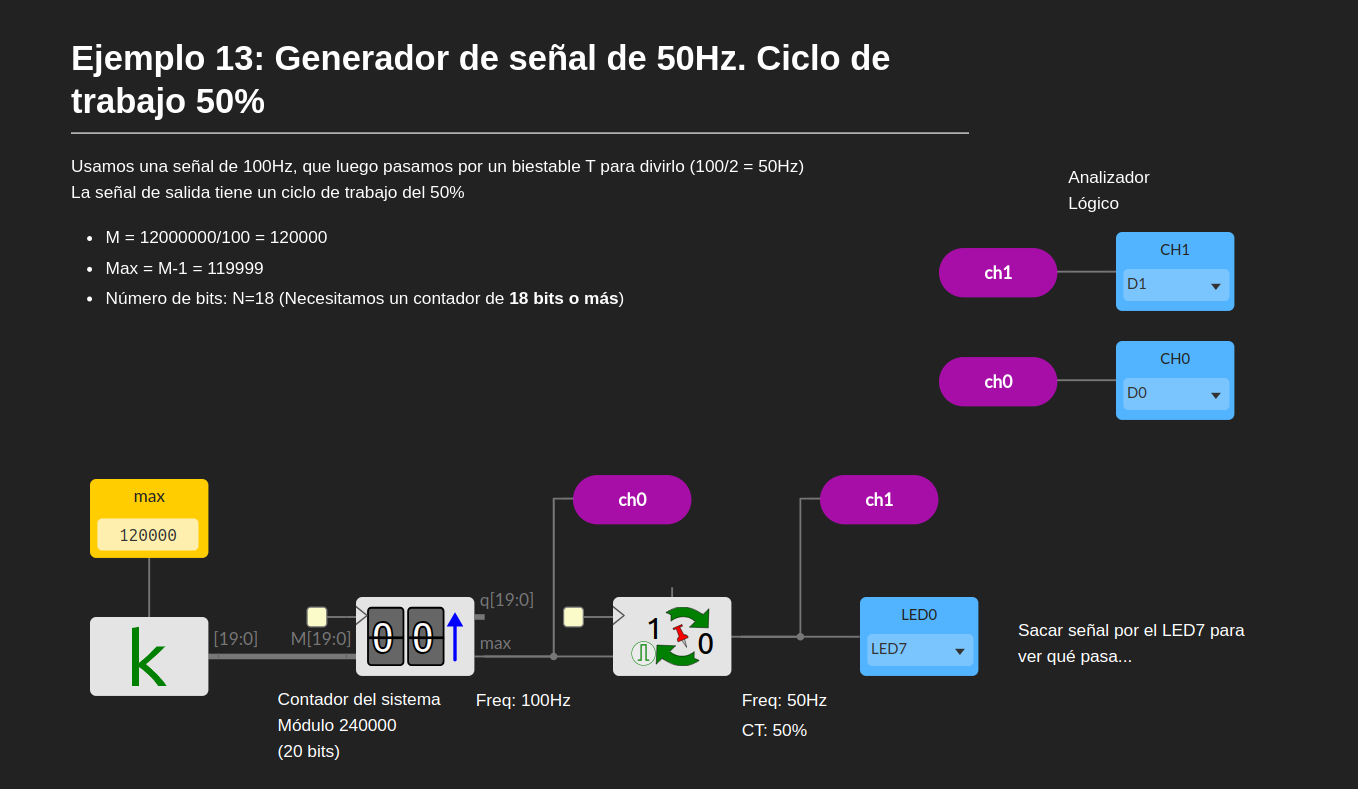 Ejemplo 13: Generador de señal de 50Hz. Ciclo de
trabajo 50%
Usamos una señal de 100Hz, que luego pasamos por un biestable T para divirlo (100/2 = 50Hz)
La señal de salida tiene un ciclo de trabajo del 50%
• M = 12000000/100 = 120000
• Max = M-1 = 119999
• Número de bits: N=18 (Necesitamos un contador de 18 bits o más)
Analizador
Lógico
ch1
CH1
D1
ch0
CH0
D0
max
120000
k
[19:0]
M[19:0]
0 0
q[19:0]
max
ch0
1
0
ch1
LED0
LED7
Sacar señal por el LED7 para
ver qué pasa...
Contador del sistema
Módulo 240000
(20 bits)
Freq: 100Hz
Freq: 50Hz
CT: 50%